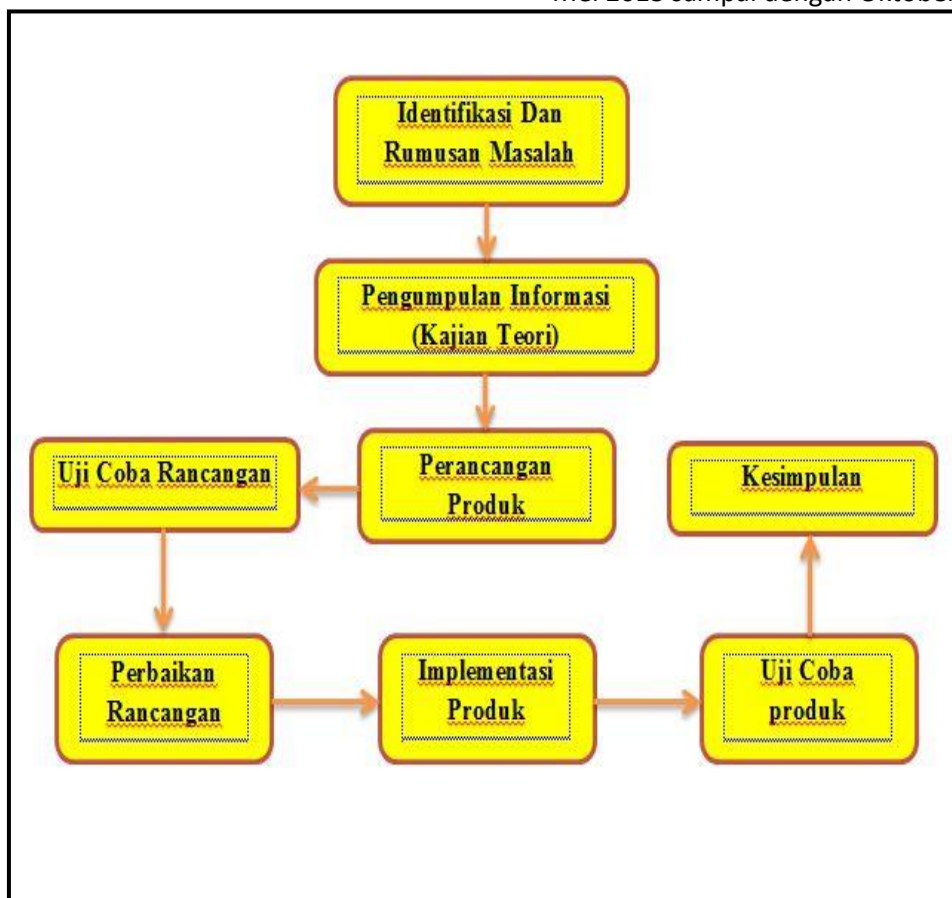 Identifikasi Dan
Rumusan Masalah
Pengumpulan Informasi
(Kajian Teori)
Perancangan
Produk
Uji Coba Rancangan
Kesimpulan
Perbaikan
Rancangan
Implementasi
Produk
Uji Coba
produk